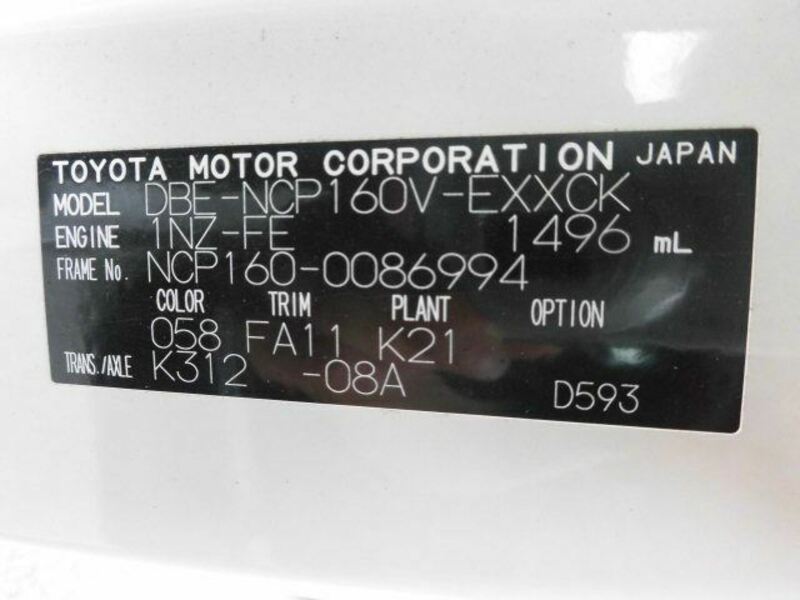 TOYOTA MOTOR CORPORATION JAPAN
MODEL DBE-NCP160V-EXXCK
ENGINE 1NZ-FE 1496 mL
FRAME No. NCP160-0086994
COLOR TRIM PLANT OPTION
058 FA11 K21
TRANS./AXLE K312 -08A
D593